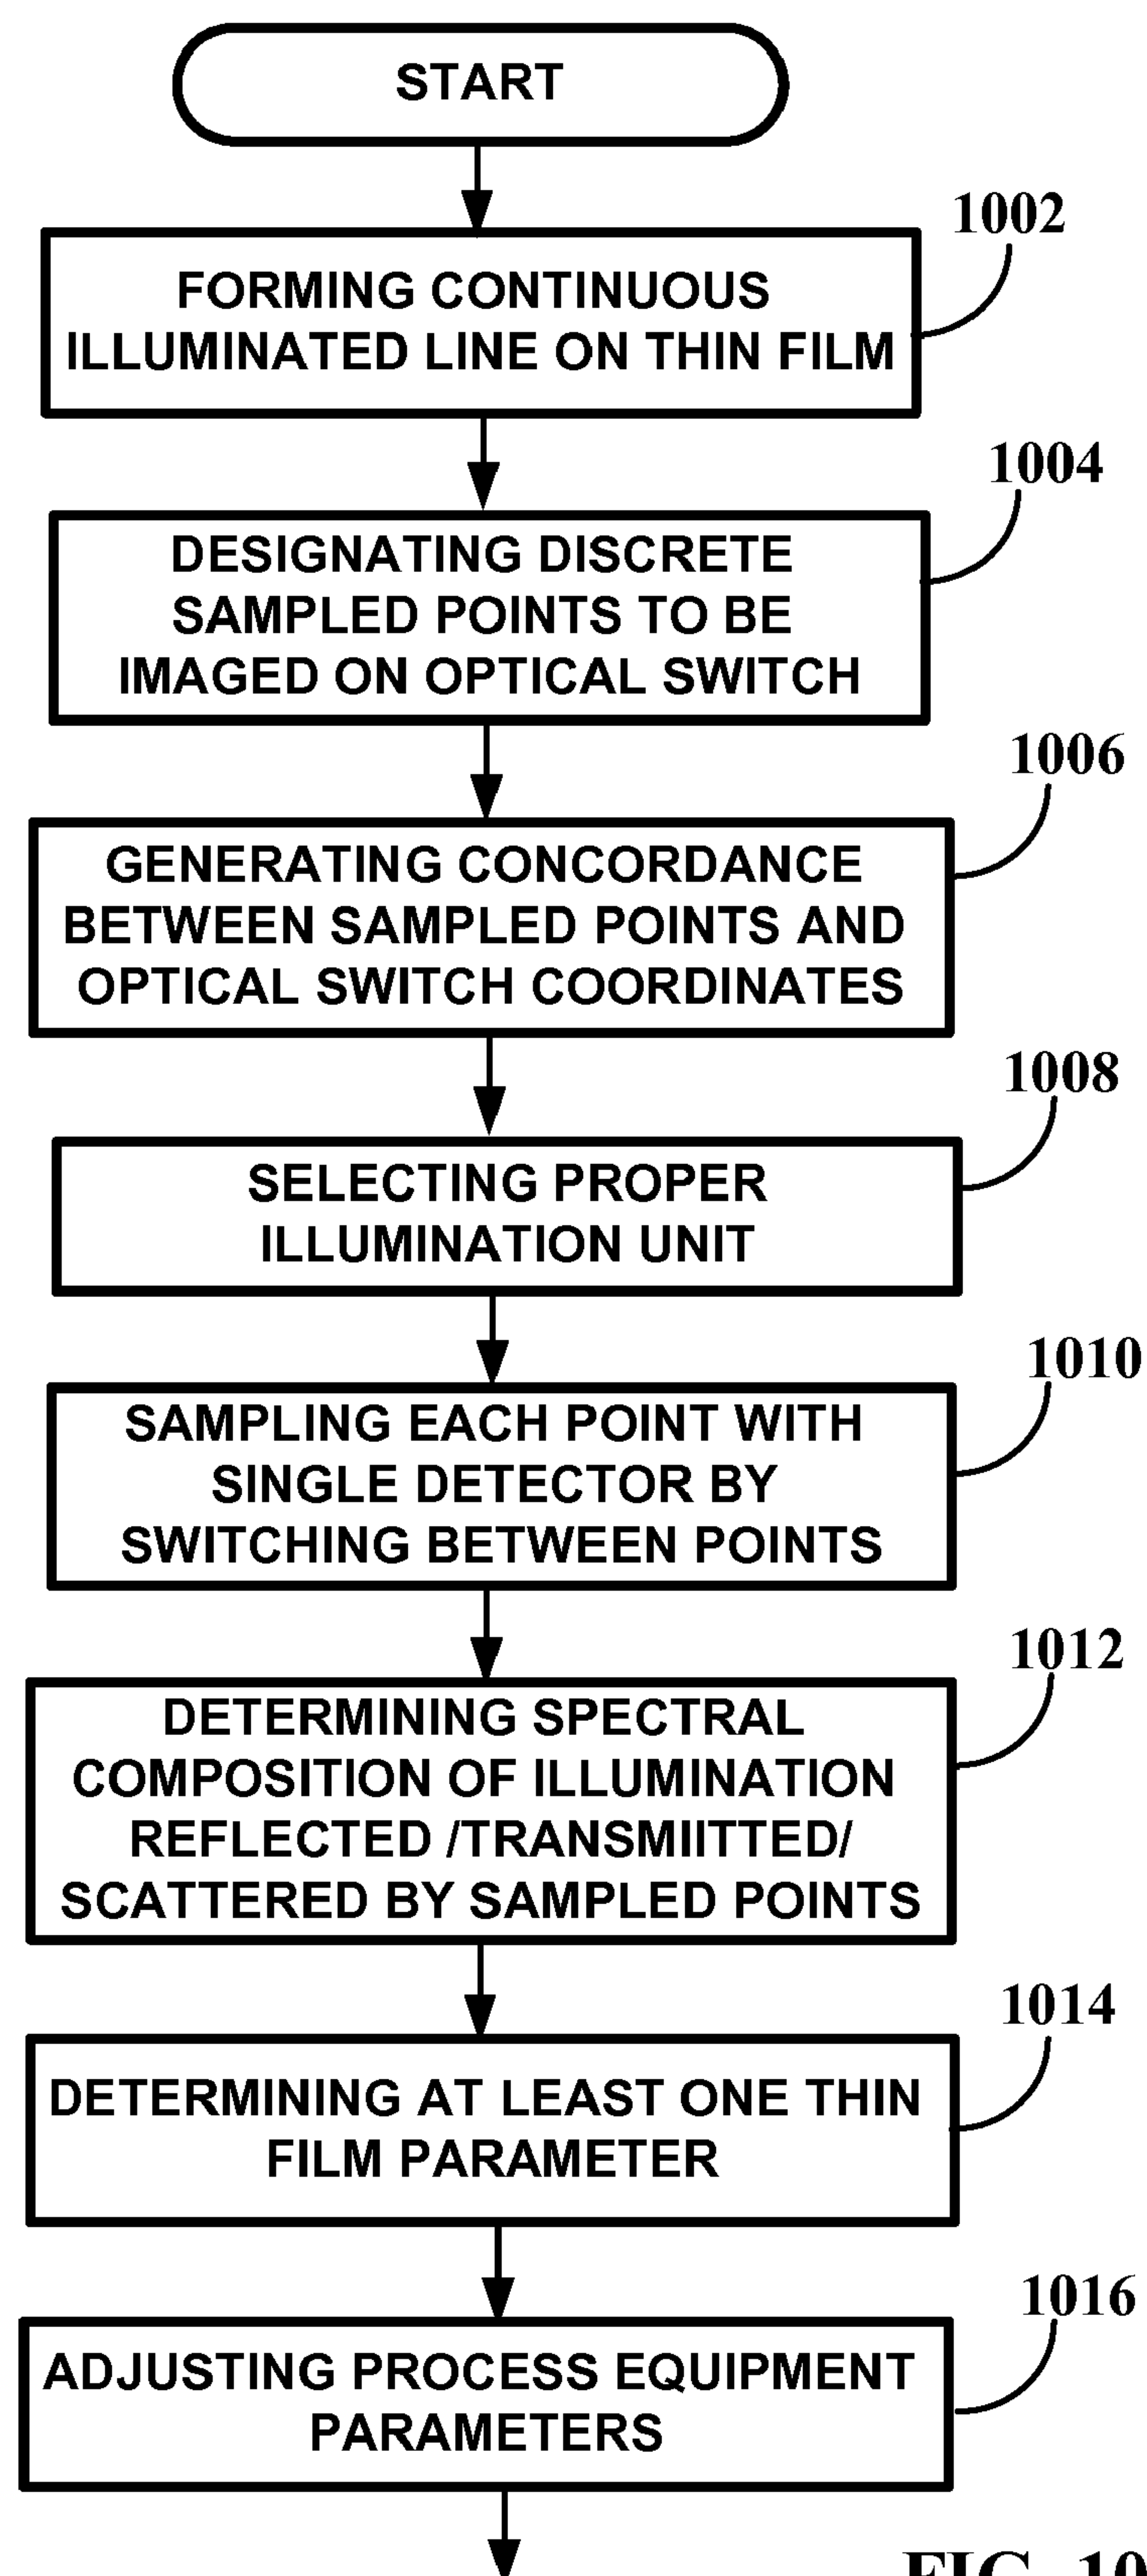 START
1002
FORMING CONTINUOUS
ILLUMINATED LINE ON THIN FILM
1004
DESIGNATING DISCRETE
SAMPLED POINTS TO BE
IMAGED ON OPTICAL SWITCH
1006
GENERATING CONCORDANCE
BETWEEN SAMPLED POINTS AND
OPTICAL SWITCH COORDINATES
1008
SELECTING PROPER
ILLUMINATION UNIT
1010
SAMPLING EACH POINT WITH
SINGLE DETECTOR BY
SWITCHING BETWEEN POINTS
1012
DETERMINING SPECTRAL
COMPOSITION OF ILLUMINATION
REFLECTED /TRANSMIITTED/
SCATTERED BY SAMPLED POINTS
1014
DETERMINING AT LEAST ONE THIN
FILM PARAMETER
1016
ADJUSTING PROCESS EQUIPMENT
PARAMETERS
FIG. 10